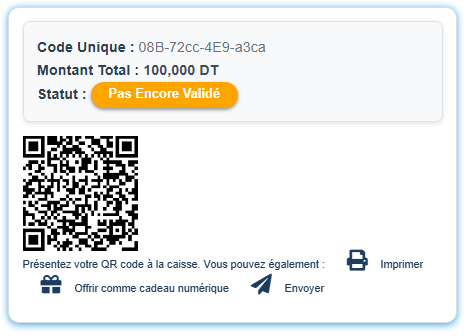 Code Unique : 08B-72cc-4E9-a3ca
Montant Total : 100,000 DT
Statut : Pas Encore Validé
Présentez votre QR code à la caisse. Vous pouvez également : Imprimer
Offrir comme cadeau numérique Envoyer